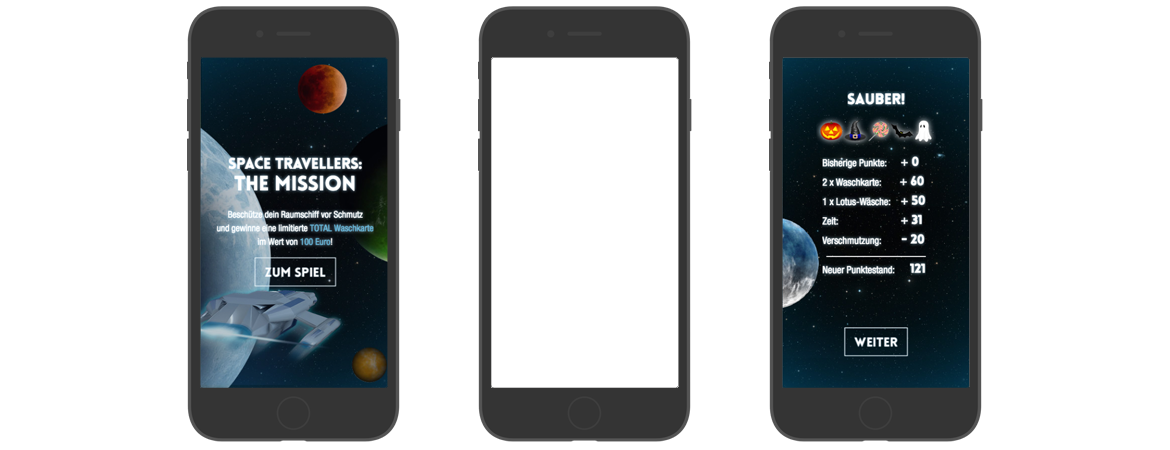 SPACE TRAVELLERS:
THE MISSION
Beschütze dein Raumschiff vor Schmutz
und gewinne eine limitierte TOTAL Waschkarte
im Wert von 100 Euro!
ZUM SPIEL
SAUBER!
Bisherige Punkte: + 0
2 x Waschkarte: + 60
1 x Lotus-Wäsche: + 50
Zeit: + 31
Verschmutzung: - 20
Neuer Punktestand: 121
WEITER